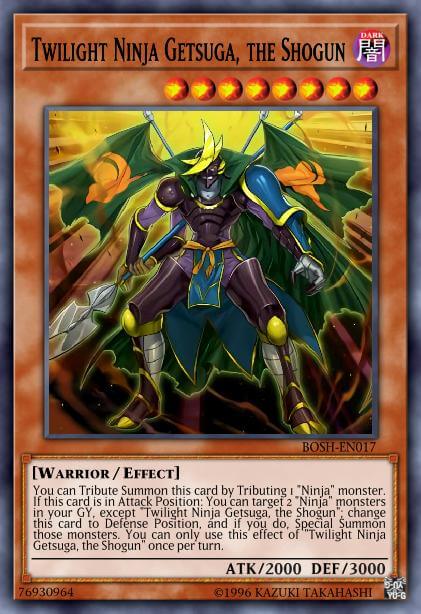 Twilight Ninja Getsuga, the Shogun
DARK
闇
BOSH-EN017
[Warrior / Effect]
You can Tribute Summon this card by Tributing 1 "Ninja" monster.
If this card is in Attack Position: You can target 2 "Ninja" monsters
in your GY, except "Twilight Ninja Getsuga, the Shogun"; change
this card to Defense Position, and if you do, Special Summon
those monsters. You can only use this effect of "Twilight Ninja
Getsuga, the Shogun" once per turn.
ATK/2000 DEF/3000
76930964
©1996 KAZUKI TAKAHASHI